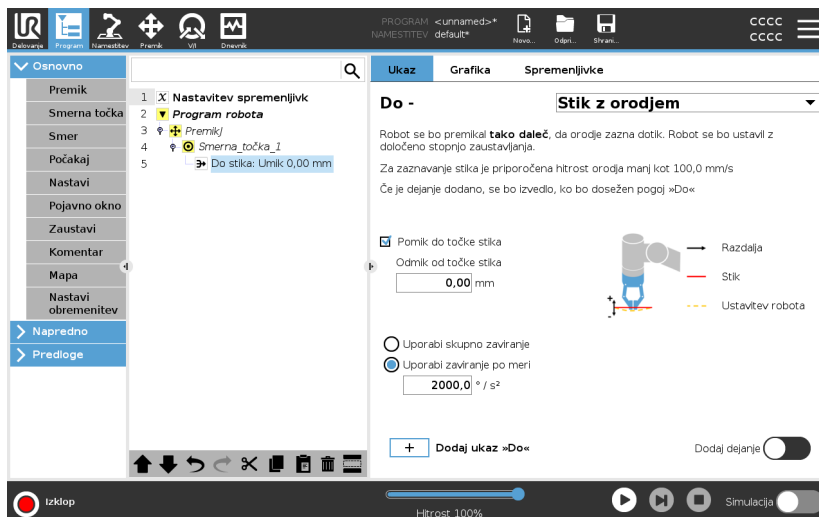 UR
Delovanje
Program
Namestitev
Premik
V/I
Dnevnik
PROGRAM <unnamed>*
NAMESTITEV default*
Novo...
Odpri...
Shrani...
cccc
cccc
Osnovno
Premik
Smerna točka
Smer
Počakaj
Nastavi
Pojavno okno
Zaustavi
Komentar
Mapa
Nastavi
obremenitev
Napredno
Predloge
1 X Nastavitev spremenljivk
2 Program robota
3 PremikJ
4 Smerna_točka_1
5 Do stika: Umik 0,00 mm
Ukaz Grafika Spremenljivke
Do - Stik z orodjem
Robot se bo premikal tako daleč, da orodje zazna dotik. Robot se bo ustavil z
določeno stopnjo zaustavljanja.
Za zaznavanje stika je priporočena hitrost orodja manj kot 100,0 mm/s
Če je dejanje dodano, se bo izvedlo, ko bo dosežen pogoj »Do«
Pomik do točke stika
Odmik od točke stika
0,00 mm
Razdalja
Stik
Ustavitev robota
+
-
Uporabi skupno zaviranje
Uporabi zaviranje po meri
2000,0 ° / s²
+ Dodaj ukaz »Do«
Dodaj dejanje
Izklop
Hitrost 100%
Simulacija